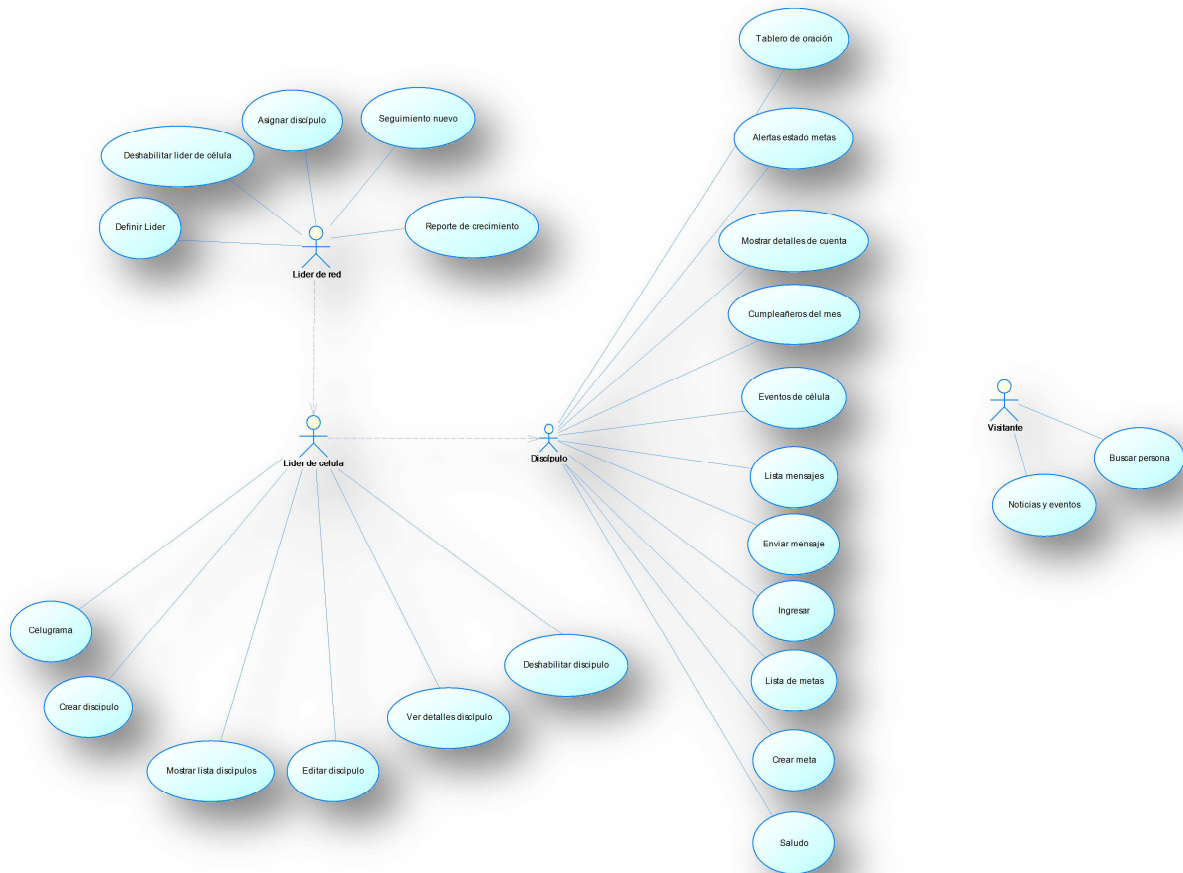 Tablero de oración
Asignar discípulo
Seguimiento nuevo
Alertas estado metas
Deshabilitar lider de célula
Definir Lider
Reporte de crecimiento
Lider de red
Mostrar detalles de cuenta
Cumpleañeros del mes
Eventos de célula
Visitante
Lider de celula
Discípulo
Buscar persona
Lista mensajes
Noticias y eventos
Enviar mensaje
Ingresar
Celugrama
Deshabilitar discipulo
Lista de metas
Crear discipulo
Ver detalles discípulo
Crear meta
Mostrar lista discipulos
Editar discipulo
Saludo